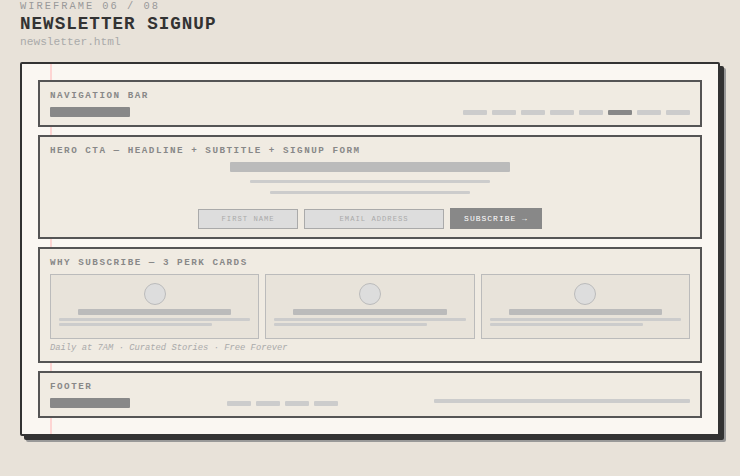 WIREFRAME 06 / 08
NEWSLETTER SIGNUP
newsletter.html
NAVIGATION BAR
HERO CTA — HEADLINE + SUBTITLE + SIGNUP FORM
FIRST NAME
EMAIL ADDRESS
SUBSCRIBE →
WHY SUBSCRIBE — 3 PERK CARDS
Daily at 7AM · Curated Stories · Free Forever
FOOTER